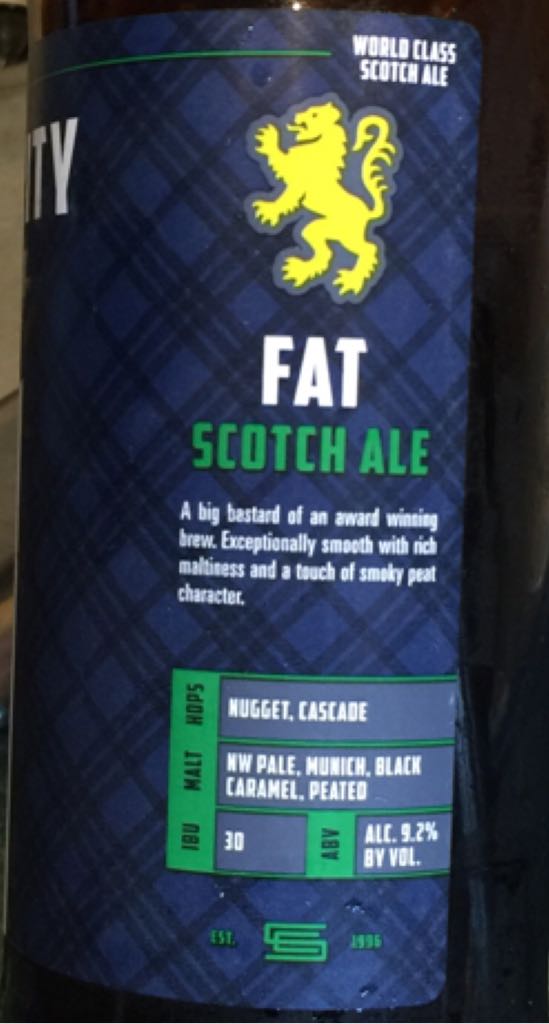 WORLD CLASS
SCOTCH ALE
ITY
FAT
SCOTCH ALE
A big bastard of an award winning
brew. Exceptionally smooth with rich
maltiness and a touch of smoky peat
character.
HOPS
NUGGET, CASCADE
MALT
NW PALE, MUNICH, BLACK
CARAMEL, PEATED
IBU
30
ABV
ALC. 9.2%
BY VOL.
EST.
1996